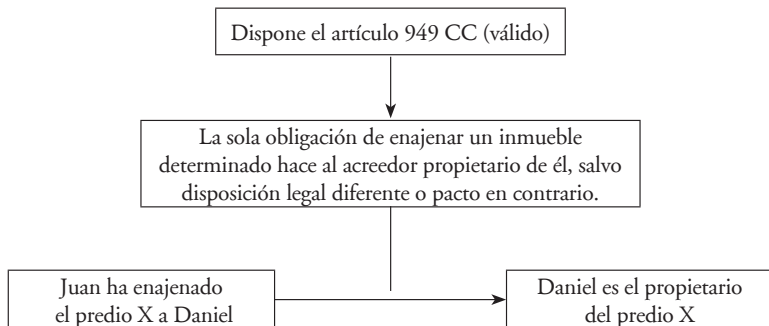 Dispone el artículo 949 CC (válido)
La sola obligación de enajenar un inmueble
determinado hace al acreedor propietario de él, salvo
disposición legal diferente o pacto en contrario.
Juan ha enajenado
el predio X a Daniel
Daniel es el propietario
del predio X